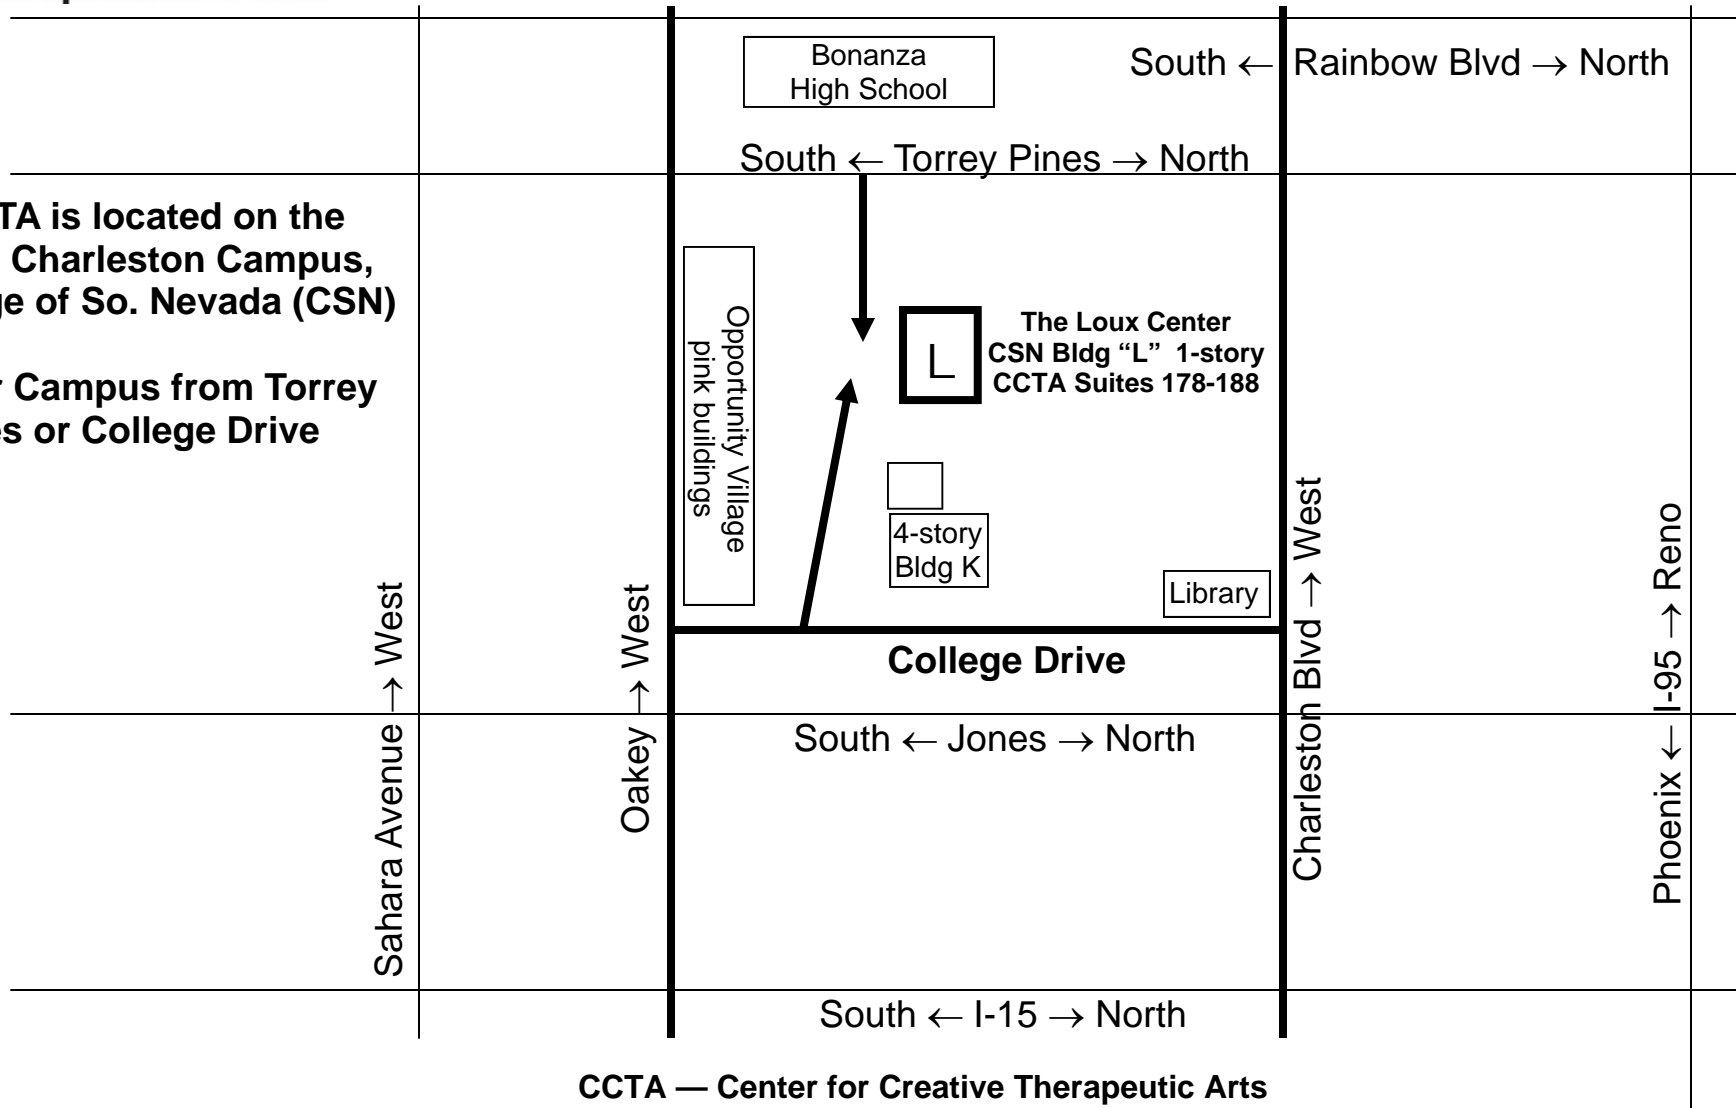 Bonanza
High School
South ← Rainbow Blvd → North
South ← Torrey Pines → North
TA is located on the
Charleston Campus,
ge of So. Nevada (CSN)
r Campus from Torrey
es or College Drive
Opportunity Village
pink buildings
L
The Loux Center
CSN Bldg “L” 1-story
CCTA Suites 178-188
4-story
Bldg K
Library
College Drive
Sahara Avenue → West
Oakey → West
Charleston Blvd → West
Phoenix ← I-95 → Reno
South ← Jones → North
South ← I-15 → North
CCTA — Center for Creative Therapeutic Arts